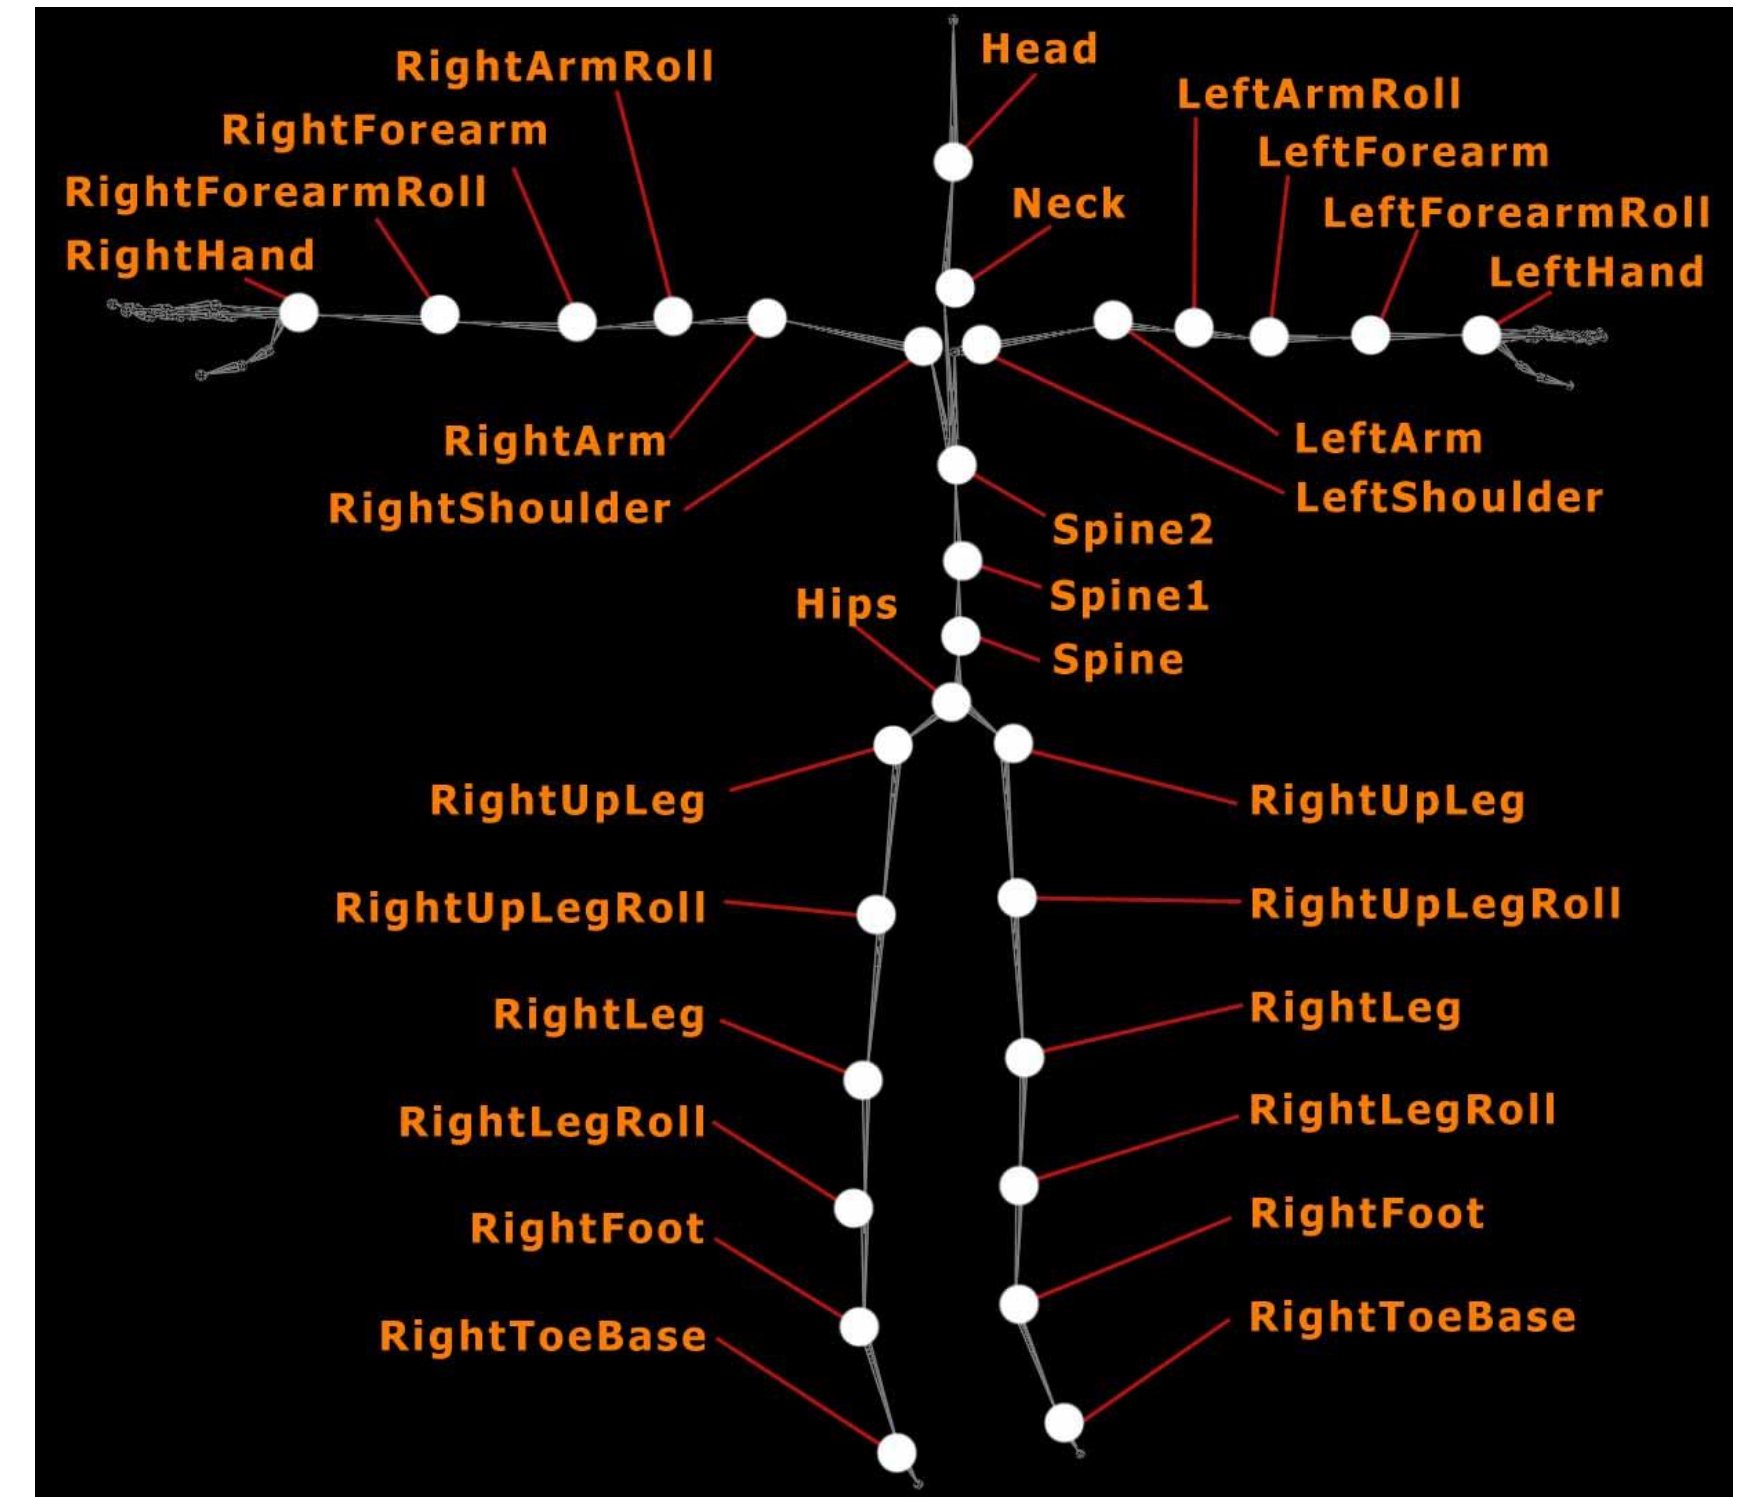 Head
RightArmRoll
LeftArmRoll
RightForearm
LeftForearm
RightForearmRoll
Neck
LeftForearmRoll
RightHand
LeftHand
RightArm
LeftArm
RightShoulder
LeftShoulder
Spine2
Spine1
Hips
Spine
RightUpLeg
RightUpLeg
RightUpLegRoll
RightUpLegRoll
RightLeg
RightLeg
RightLegRoll
RightLegRoll
RightFoot
RightFoot
RightToeBase
RightToeBase